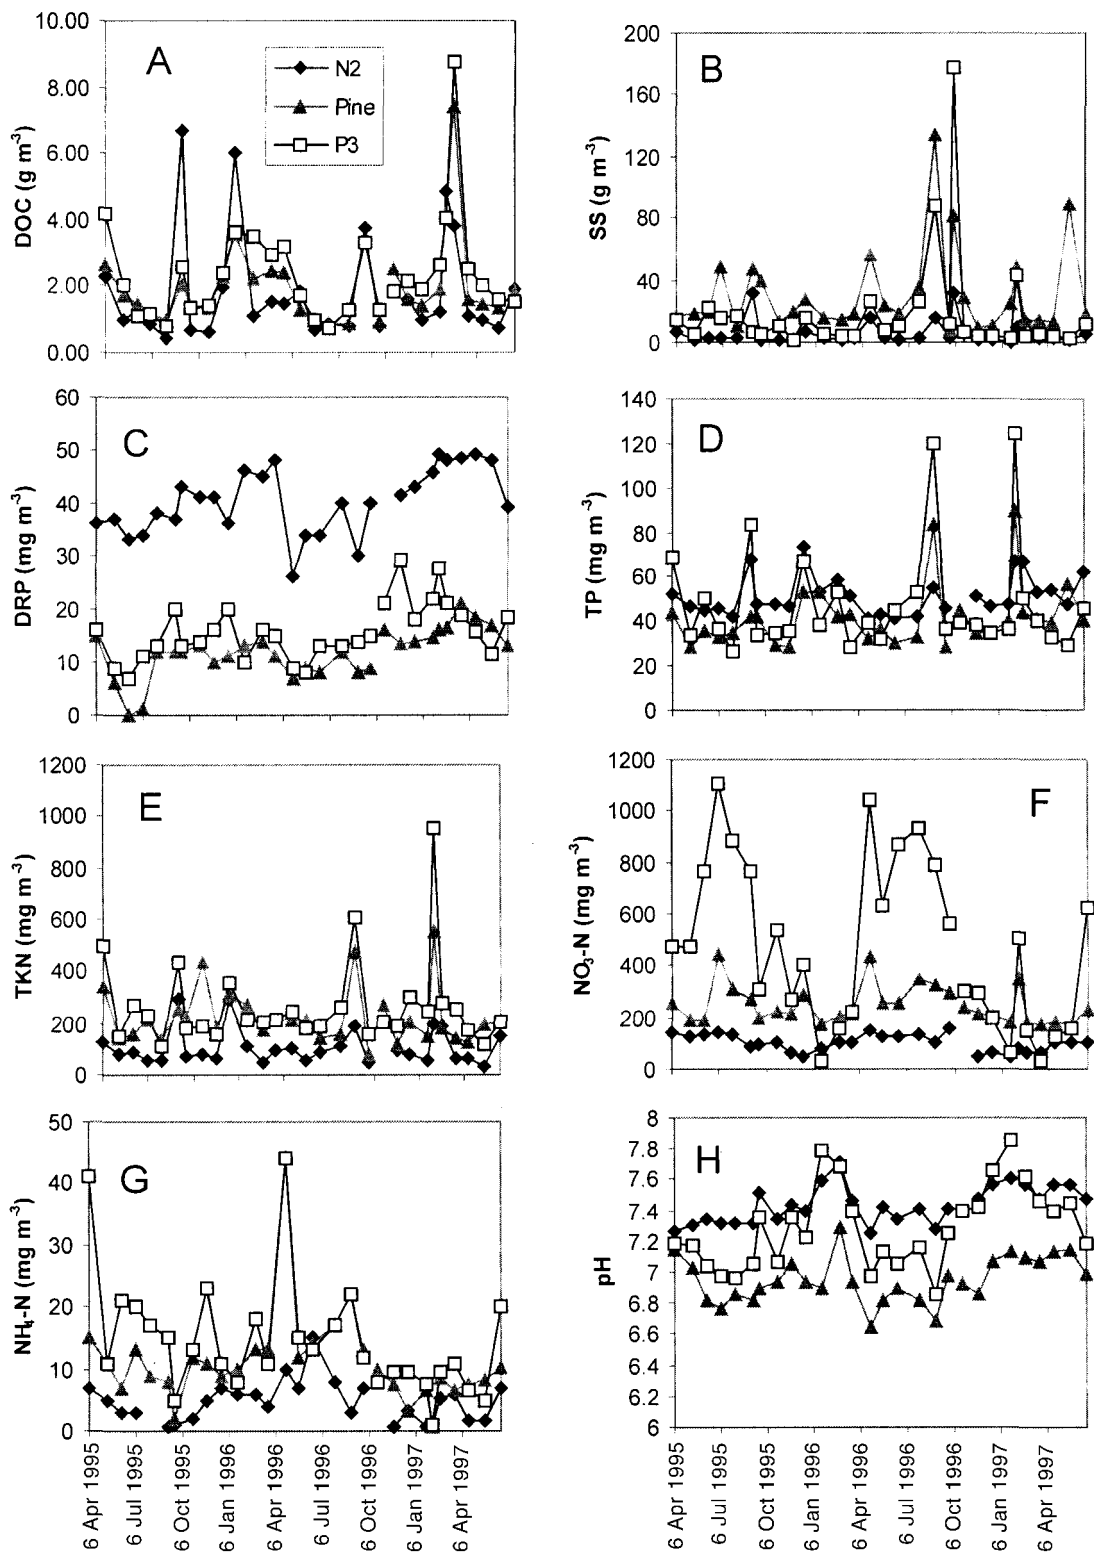 A
DOC (g m⁻³)
10.00
8.00
6.00
4.00
2.00
0.00
N2
Pine
P3
B
SS (g m⁻³)
200
160
120
80
40
0
C
DRP (mg m⁻³)
60
50
40
30
20
10
0
D
TP (mg m⁻³)
140
120
100
80
60
40
20
0
E
TKN (mg m⁻³)
1200
1000
800
600
400
200
0
F
NO₃-N (mg m⁻³)
1200
1000
800
600
400
200
0
G
NH₄-N (mg m⁻³)
50
40
30
20
10
0
6 Apr 1995
6 Jul 1995
6 Oct 1995
6 Jan 1996
6 Apr 1996
6 Jul 1996
6 Oct 1996
6 Jan 1997
6 Apr 1997
H
pH
8
7.8
7.6
7.4
7.2
7
6.8
6.6
6.4
6.2
6
6 Apr 1995
6 Jul 1995
6 Oct 1995
6 Jan 1996
6 Apr 1996
6 Jul 1996
6 Oct 1996
6 Jan 1997
6 Apr 1997